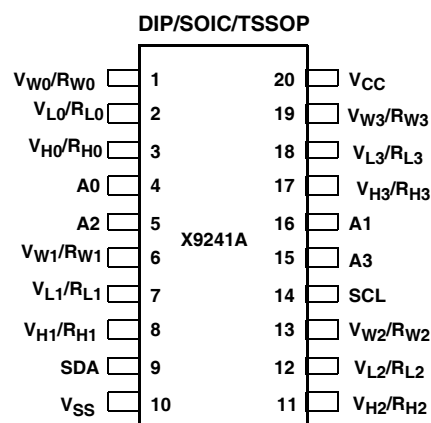 DIP/SOIC/TSSOP
VW0/RW0 1 20 VCC
VL0/RL0 2 19 VW3/RW3
VH0/RH0 3 18 VL3/RL3
A0 4 17 VH3/RH3
A2 5 16 A1
X9241A
VW1/RW1 6 15 A3
VL1/RL1 7 14 SCL
VH1/RH1 8 13 VW2/RW2
SDA 9 12 VL2/RL2
VSS 10 11 VH2/RH2